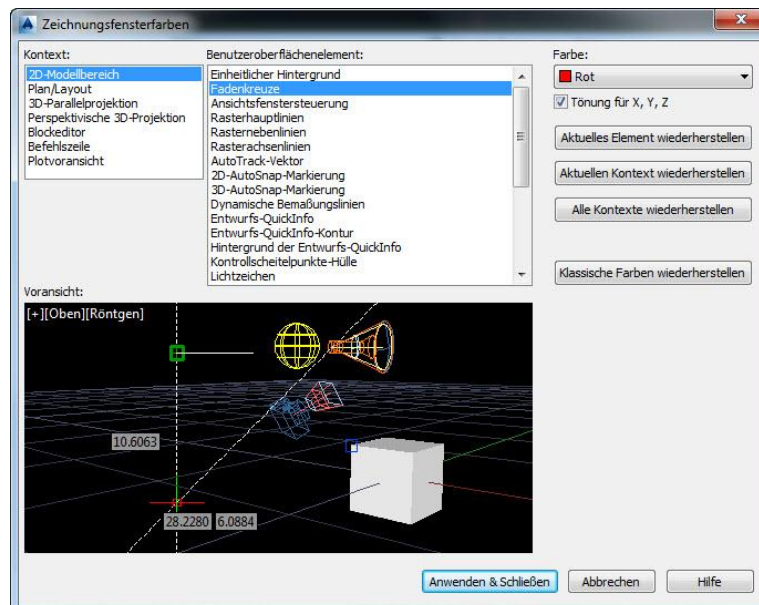 Zeichnungsfensterfarben
Kontext:
2D-Modellbereich
Plan/Layout
3D-Parallelprojektion
Perspektivische 3D-Projektion
Blockeditor
Befehlszeile
Plotvoransicht
Benutzeroberflächenelement:
Einheitlicher Hintergrund
Fadenkreuze
Ansichtsfenstersteuerung
Rasterhauptlinien
Rasternebenlinien
Rasterachsenlinien
AutoTrack-Vektor
2D-AutoSnap-Markierung
3D-AutoSnap-Markierung
Dynamische Bemaßungslinien
Entwurfs-QuickInfo
Entwurfs-QuickInfo-Kontur
Hintergrund der Entwurfs-QuickInfo
Kontrollscheitelpunkte-Hülle
Lichtzeichen
Farbe:
Rot
Tönung für X, Y, Z
Aktuelles Element wiederherstellen
Aktuellen Kontext wiederherstellen
Alle Kontexte wiederherstellen
Klassische Farben wiederherstellen
Voransicht:
[+][Oben][Röntgen]
10.6063
28.2280 6.0884
Anwenden & Schließen
Abbrechen
Hilfe